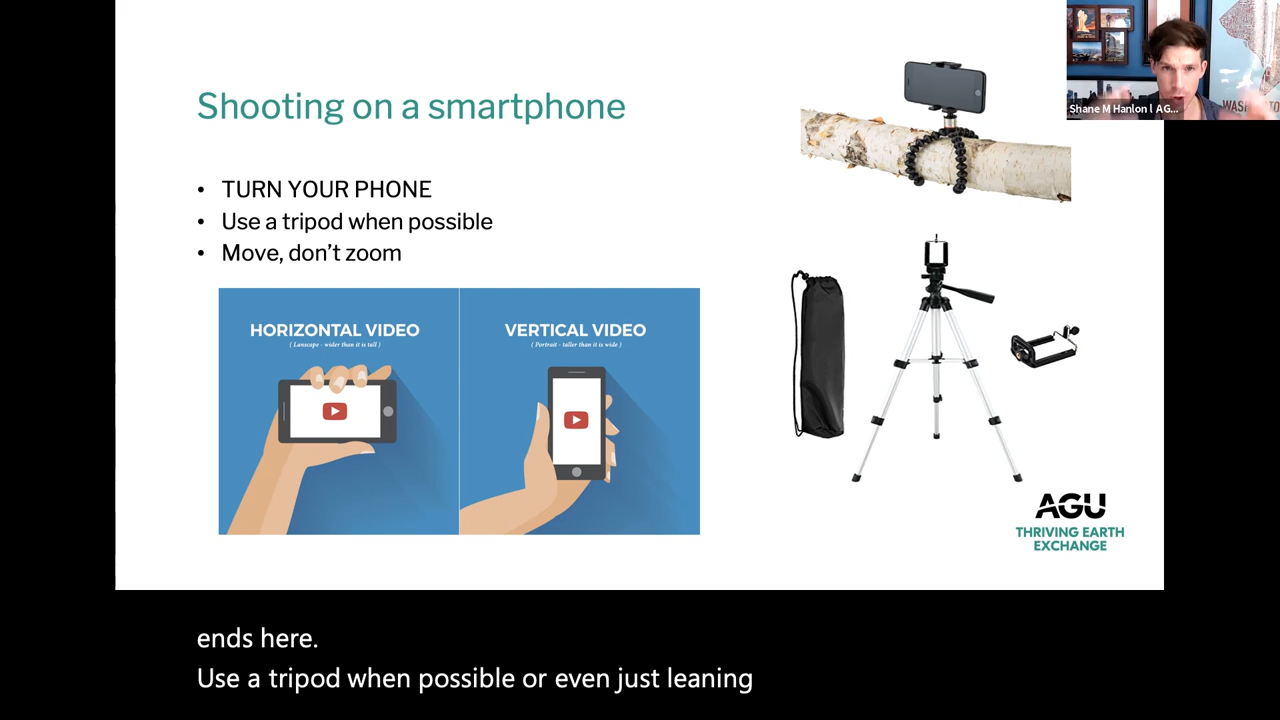 Shooting on a smartphone
• TURN YOUR PHONE
• Use a tripod when possible
• Move, don’t zoom
HORIZONTAL VIDEO
( Lanscape - wider than it is tall )
VERTICAL VIDEO
( Portrait - taller than it is wide )
Shane M Hanlon l AG...
AGU
THRIVING EARTH
EXCHANGE
ends here.
Use a tripod when possible or even just leaning